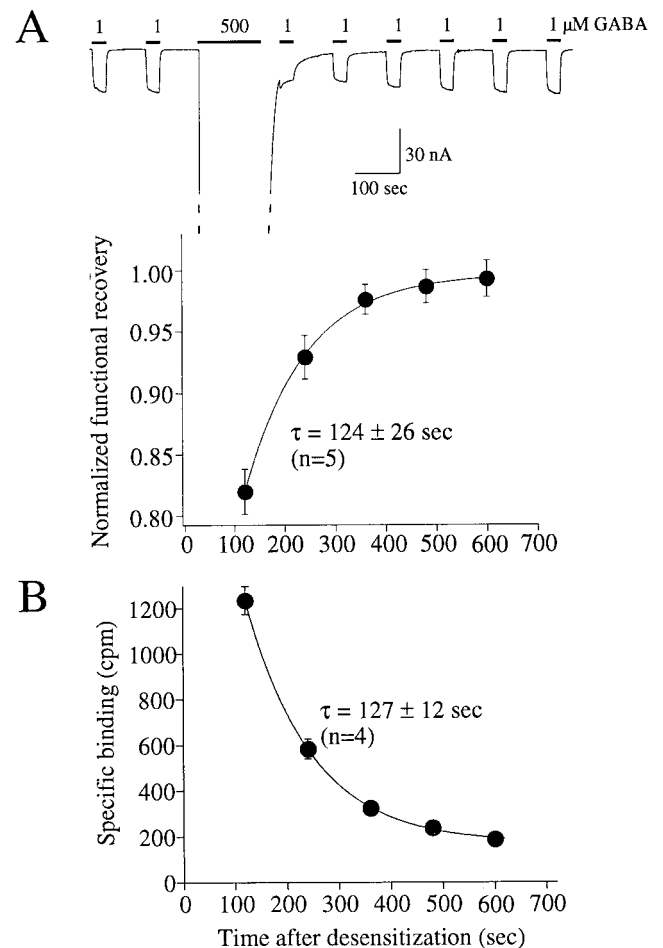 A
1 1 500 1 1 1 1 1 1 μM GABA
30 nA
100 sec
Normalized functional recovery
1.00
0.95
0.90
0.85
0.80
τ = 124 ± 26 sec
(n=5)
0 100 200 300 400 500 600 700
B
Specific binding (cpm)
1200
1000
800
600
400
200
0
τ = 127 ± 12 sec
(n=4)
0 100 200 300 400 500 600 700
Time after desensitization (sec)